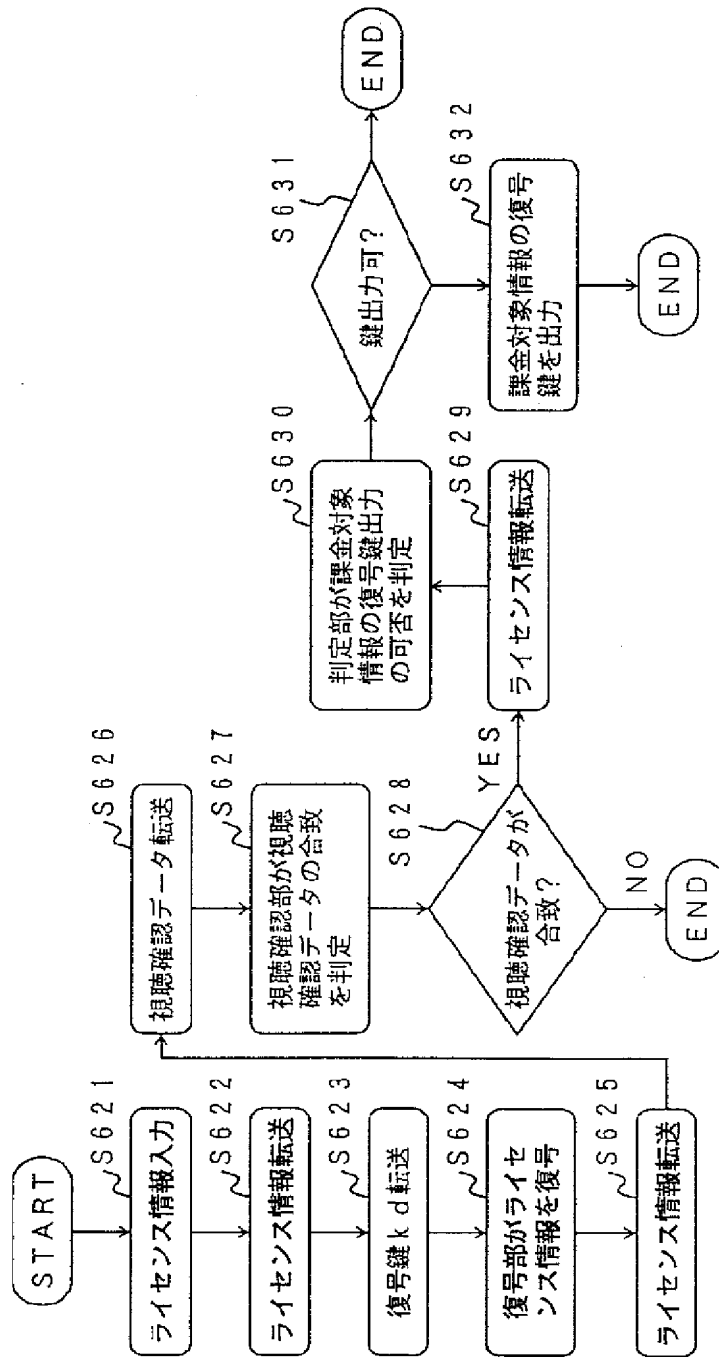 START
S621
ライセンス情報入力
S622
ライセンス情報転送
S623
復号鍵kd転送
S624
復号部がライセ
ンス情報を復号
S625
ライセンス情報転送
S626
視聴確認データ転送
S627
視聴確認部が視聴
確認データの合致
を判定
S628
視聴確認データが
合致?
NO
END
YES
S629
ライセンス情報転送
S630
判定部が課金対象
情報の復号鍵出力
の可否を判定
S631
鍵出力可?
END
S632
課金対象情報の復号
鍵を出力
END